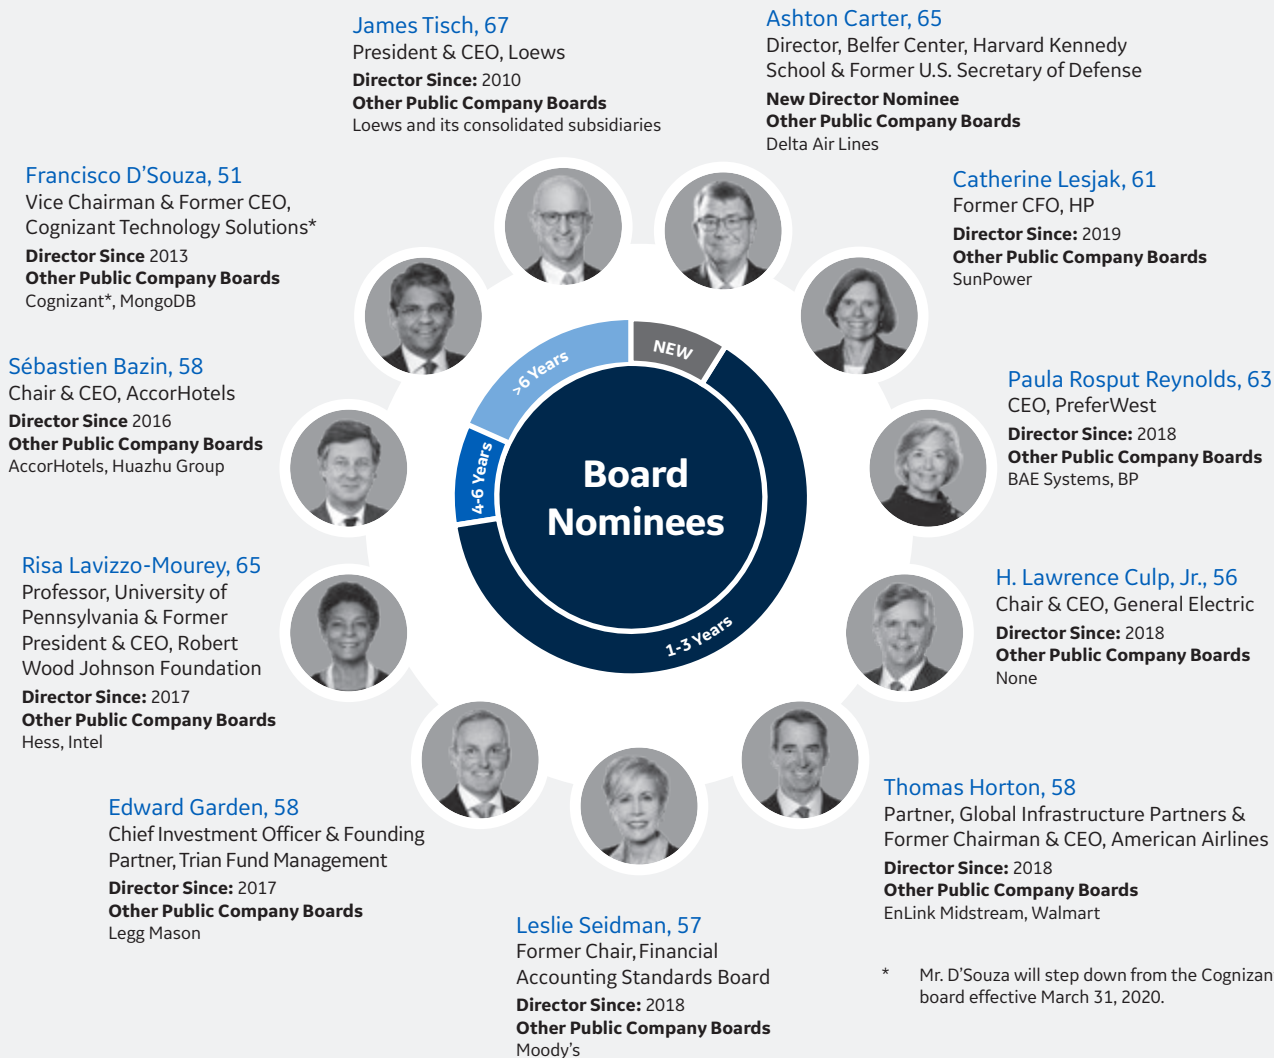 James Tisch, 67
President & CEO, Loews
Director Since: 2010
Other Public Company Boards
Loews and its consolidated subsidiaries
Ashton Carter, 65
Director, Belfer Center, Harvard Kennedy
School & Former U.S. Secretary of Defense
New Director Nominee
Other Public Company Boards
Delta Air Lines
Francisco D'Souza, 51
Vice Chairman & Former CEO,
Cognizant Technology Solutions*
Director Since 2013
Other Public Company Boards
Cognizant*, MongoDB
Catherine Lesjak, 61
Former CFO, HP
Director Since: 2019
Other Public Company Boards
SunPower
Sébastien Bazin, 58
Chair & CEO, AccorHotels
Director Since 2016
Other Public Company Boards
AccorHotels, Huazhu Group
Paula Rosput Reynolds, 63
CEO, PreferWest
Director Since: 2018
Other Public Company Boards
BAE Systems, BP
NEW
>6 Years
4-6 Years
1-3 Years
Board
Nominees
Risa Lavizzo-Mourey, 65
Professor, University of
Pennsylvania & Former
President & CEO, Robert
Wood Johnson Foundation
Director Since: 2017
Other Public Company Boards
Hess, Intel
H. Lawrence Culp, Jr., 56
Chair & CEO, General Electric
Director Since: 2018
Other Public Company Boards
None
Edward Garden, 58
Chief Investment Officer & Founding
Partner, Trian Fund Management
Director Since: 2017
Other Public Company Boards
Legg Mason
Thomas Horton, 58
Partner, Global Infrastructure Partners &
Former Chairman & CEO, American Airlines
Director Since: 2018
Other Public Company Boards
EnLink Midstream, Walmart
Leslie Seidman, 57
Former Chair, Financial
Accounting Standards Board
Director Since: 2018
Other Public Company Boards
Moody's
* Mr. D'Souza will step down from the Cognizan
board effective March 31, 2020.